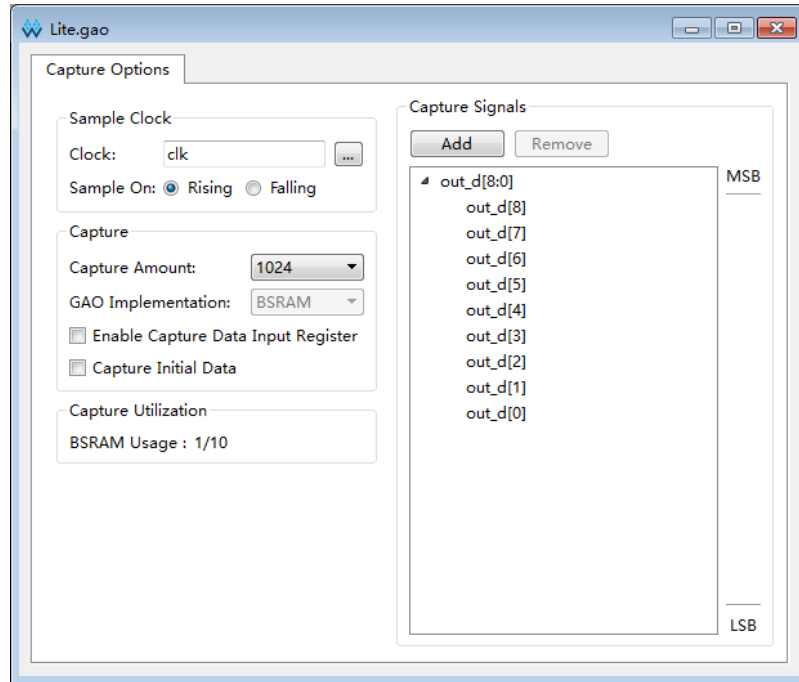 Lite.gao
Capture Options
Sample Clock
Clock: clk ...
Sample On: Rising Falling
Capture
Capture Amount: 1024
GAO Implementation: BSRAM
Enable Capture Data Input Register
Capture Initial Data
Capture Utilization
BSRAM Usage : 1/10
Capture Signals
Add Remove
out_d[8:0]
out_d[8]
out_d[7]
out_d[6]
out_d[5]
out_d[4]
out_d[3]
out_d[2]
out_d[1]
out_d[0]
MSB
LSB